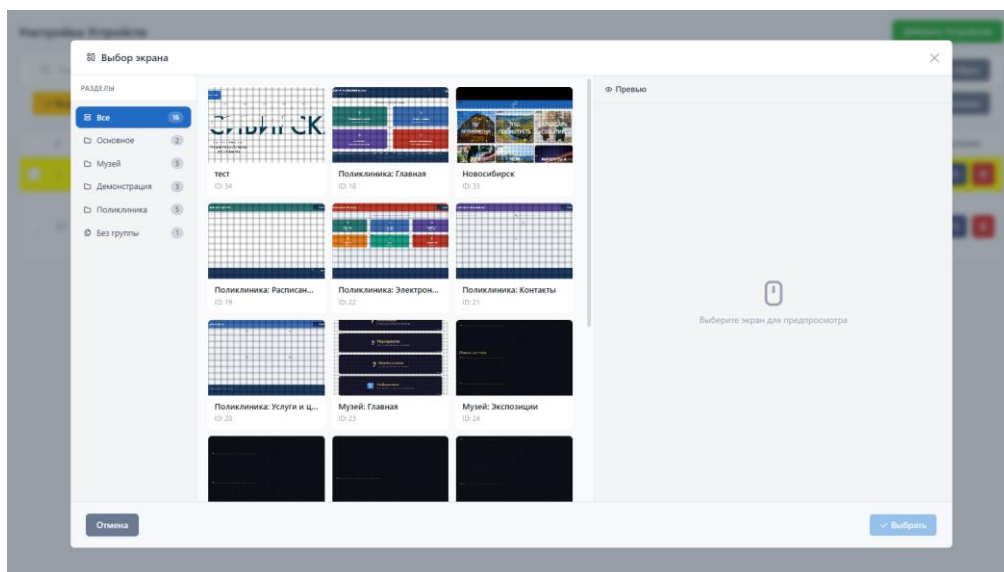 Настройка Устройств
Выбор экрана
РАЗДЕЛЫ
Все 16
Основное 2
Музей 5
Демонстрация 3
Поликлиника 5
Без группы 1
тест
ID: 34
Поликлиника: Главная
ID: 18
Новосибирск
ID: 33
Поликлиника: Расписан...
ID: 19
Поликлиника: Электрон...
ID: 22
Поликлиника: Контакты
ID: 21
Поликлиника: Услуги и ц...
ID: 20
Музей: Главная
ID: 23
Музей: Экспозиции
ID: 24
Превью
Выберите экран для предпросмотра
Отмена
Выбрать